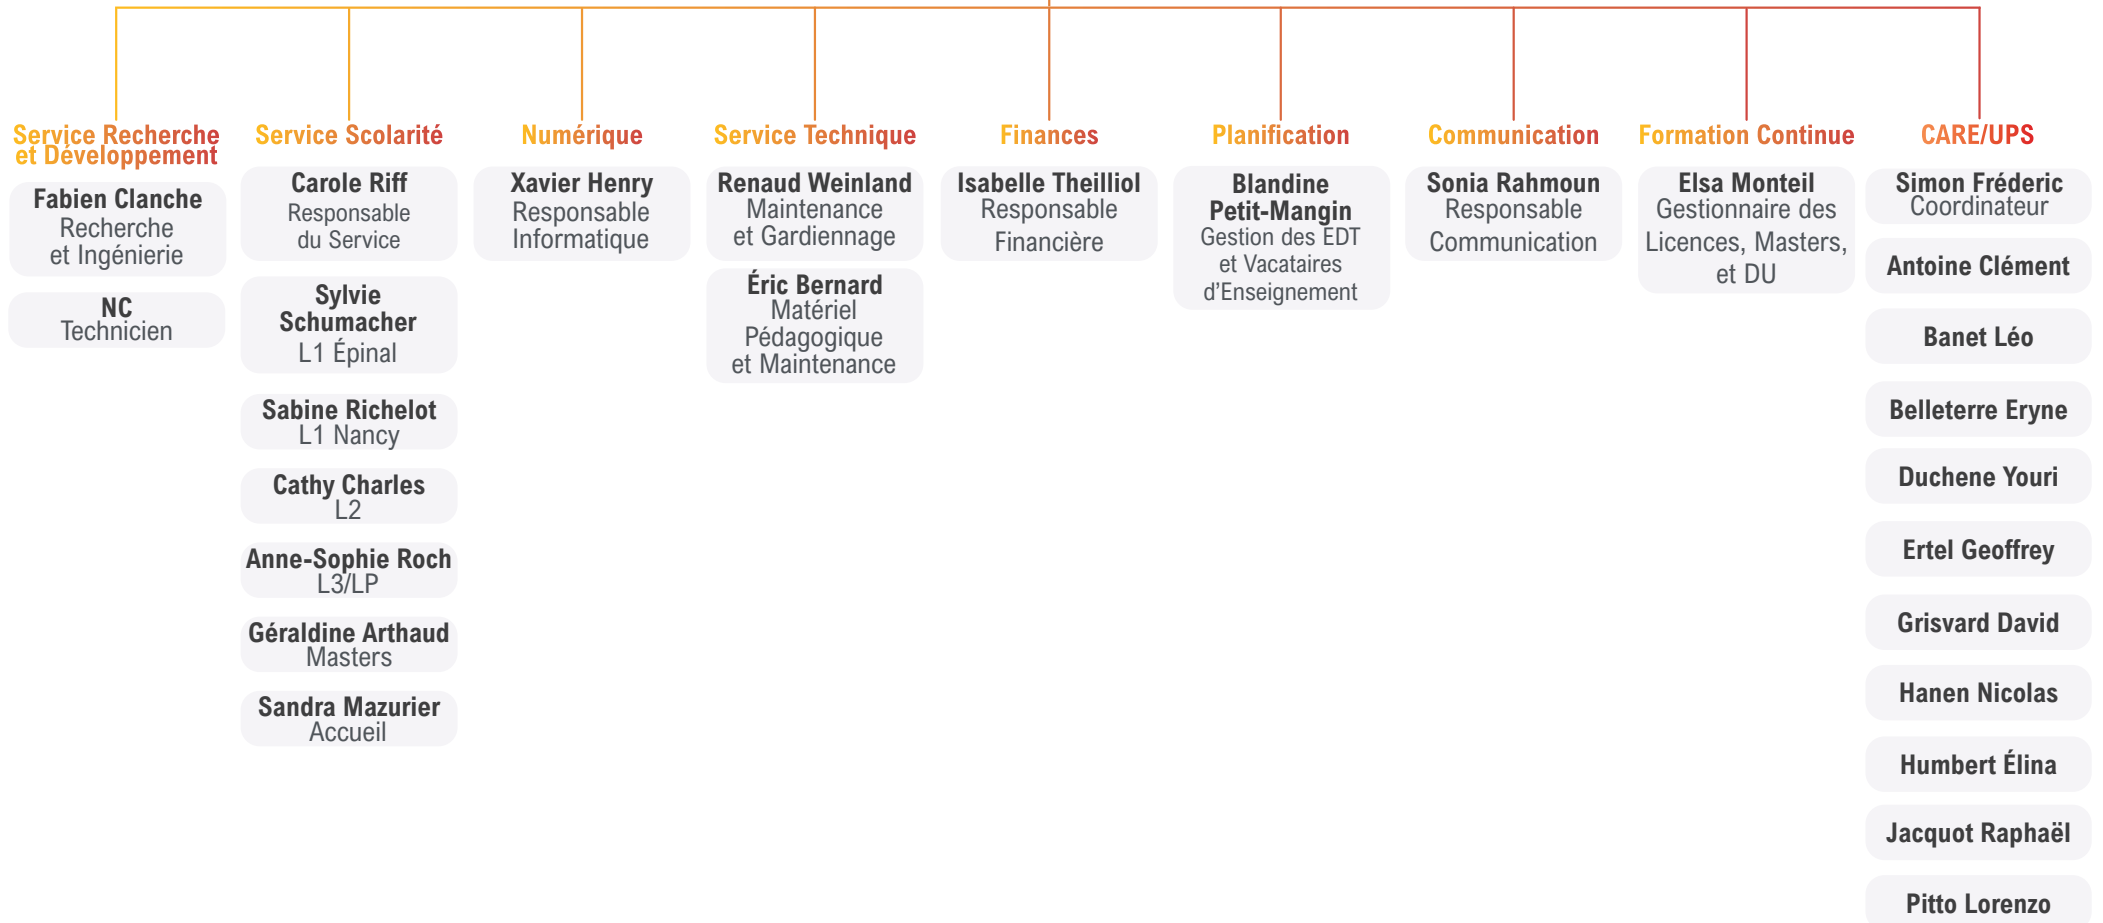 Service Recherche
et Développement
Fabien Clanche
Recherche
et Ingénierie
NC
Technicien
Service Scolarité
Carole Riff
Responsable
du Service
Sylvie
Schumacher
L1 Épinal
Sabine Richelot
L1 Nancy
Cathy Charles
L2
Anne-Sophie Roch
L3/LP
Géraldine Arthaud
Masters
Sandra Mazurier
Accueil
Numérique
Xavier Henry
Responsable
Informatique
Service Technique
Renaud Weinland
Maintenance
et Gardiennage
Éric Bernard
Matériel
Pédagogique
et Maintenance
Finances
Isabelle Theilliol
Responsable
Financière
Planification
Blandine
Petit-Mangin
Gestion des EDT
et Vacataires
d'Enseignement
Communication
Sonia Rahmoun
Responsable
Communication
Formation Continue
Elsa Monteil
Gestionnaire des
Licences, Masters,
et DU
CARE/UPS
Simon Fréderic
Coordinateur
Antoine Clément
Banet Léo
Belleterre Eryne
Duchene Youri
Ertel Geoffrey
Grisvard David
Hanen Nicolas
Humbert Élina
Jacquot Raphaël
Pitto Lorenzo